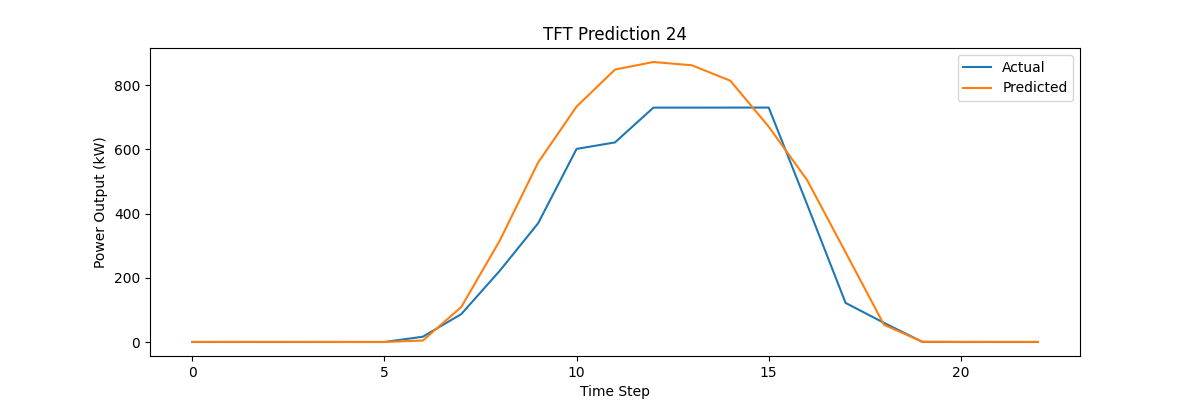 TFT Prediction 24
Actual
Predicted
Power Output (kW)
800
600
400
200
0
0 5 10 15 20
Time Step